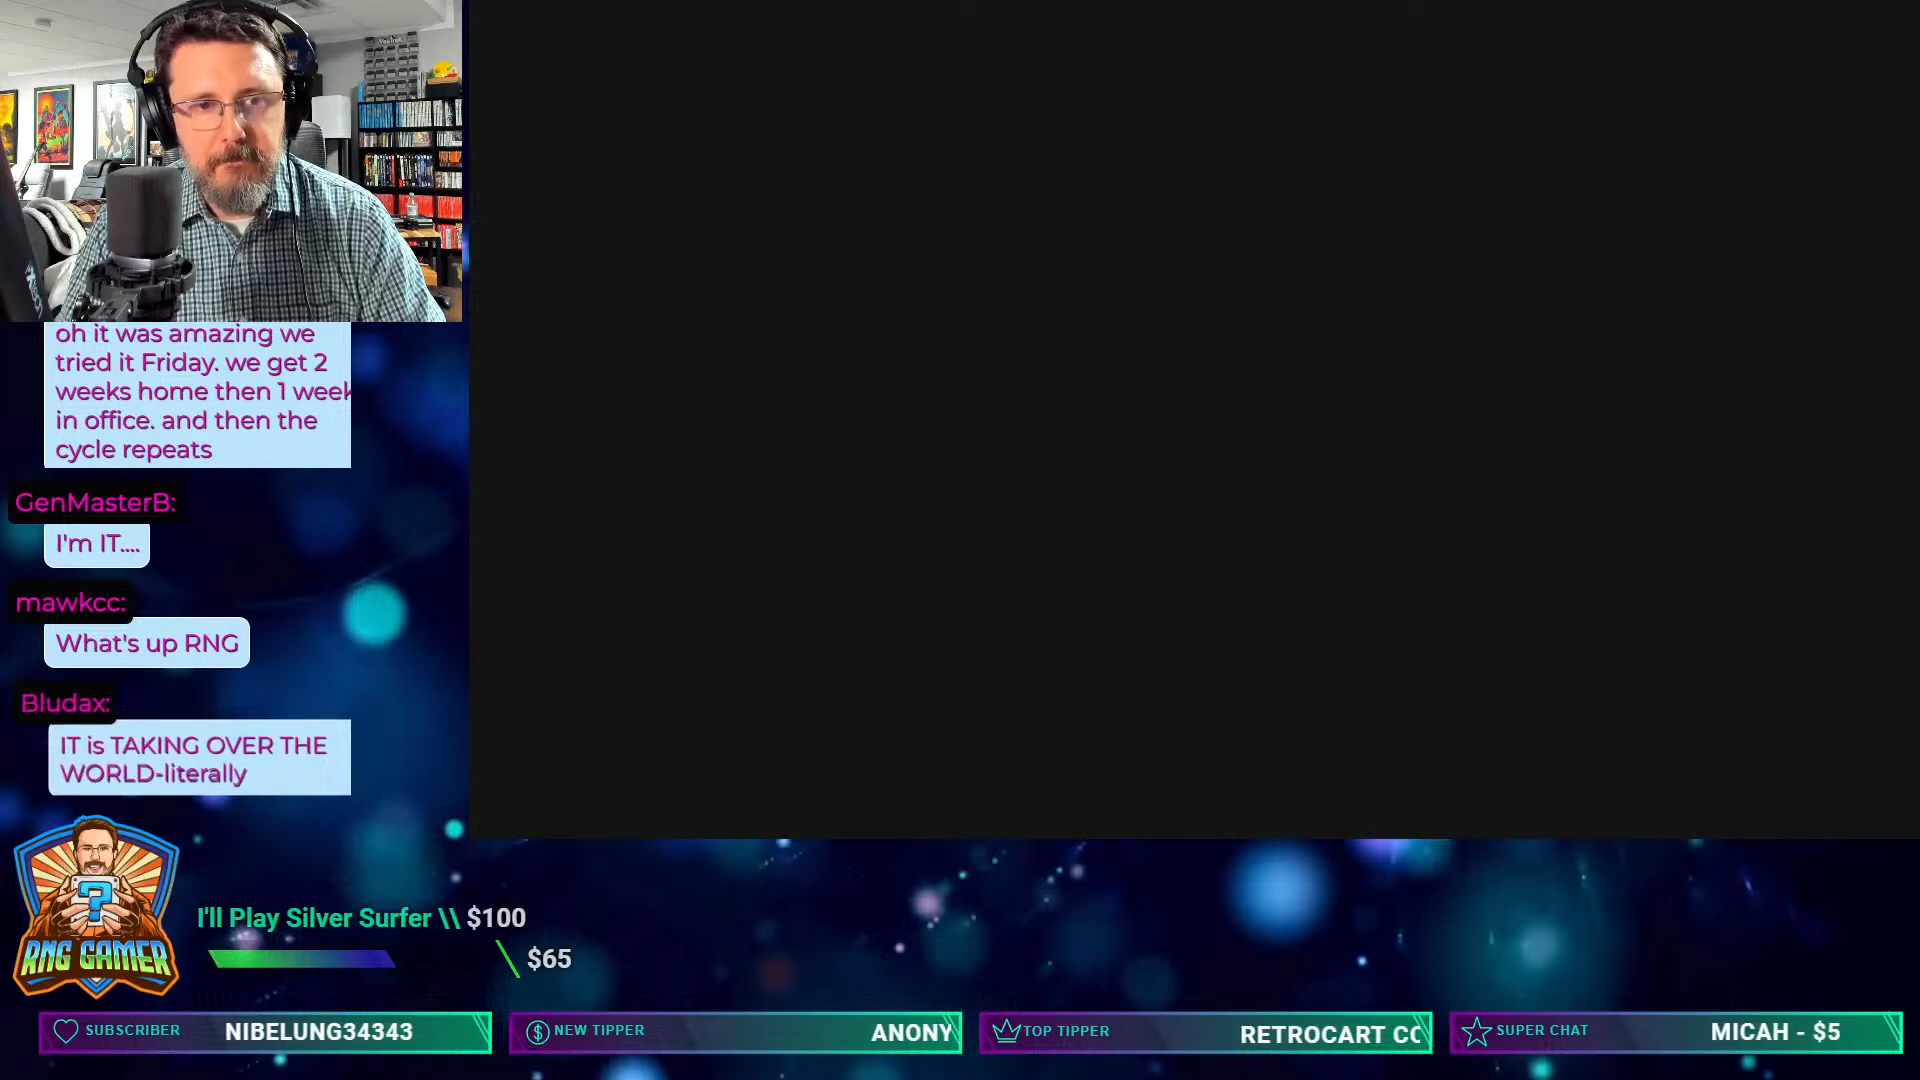 oh it was amazing we
tried it Friday. we get 2
weeks home then 1 week
in office. and then the
cycle repeats
GenMasterB:
I'm IT....
mawkcc:
What's up RNG
Bludax:
IT is TAKING OVER THE
WORLD-literally
?
RNG GAMER
I'll Play Silver Surfer \\ $100
$65
SUBSCRIBER NIBELUNG34343
NEW TIPPER ANONY
TOP TIPPER RETROCART CO
SUPER CHAT MICAH - $5